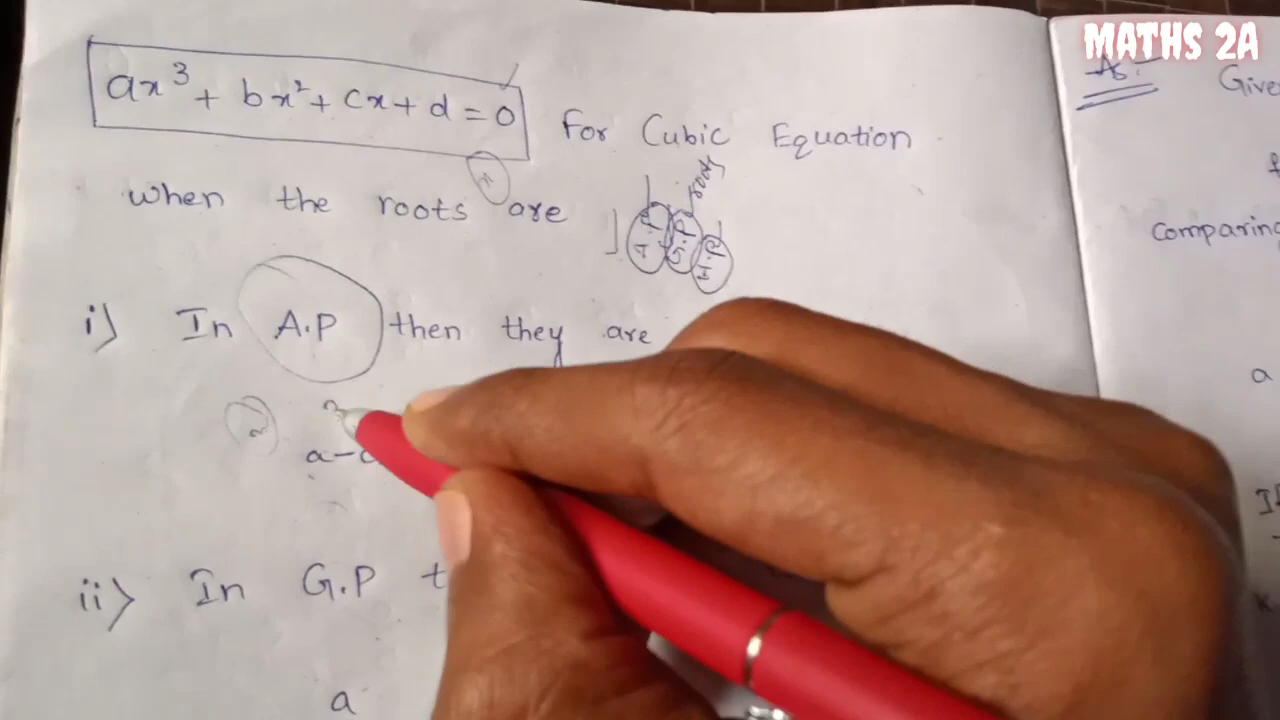 MATHS 2A
ax³ + bx² + cx + d = 0 For Cubic Equation
when the roots are
A.P G.P H.P roots
i) In A.P then they are
a-d
ii) In G.P t
a
As:- Give
comparing
a